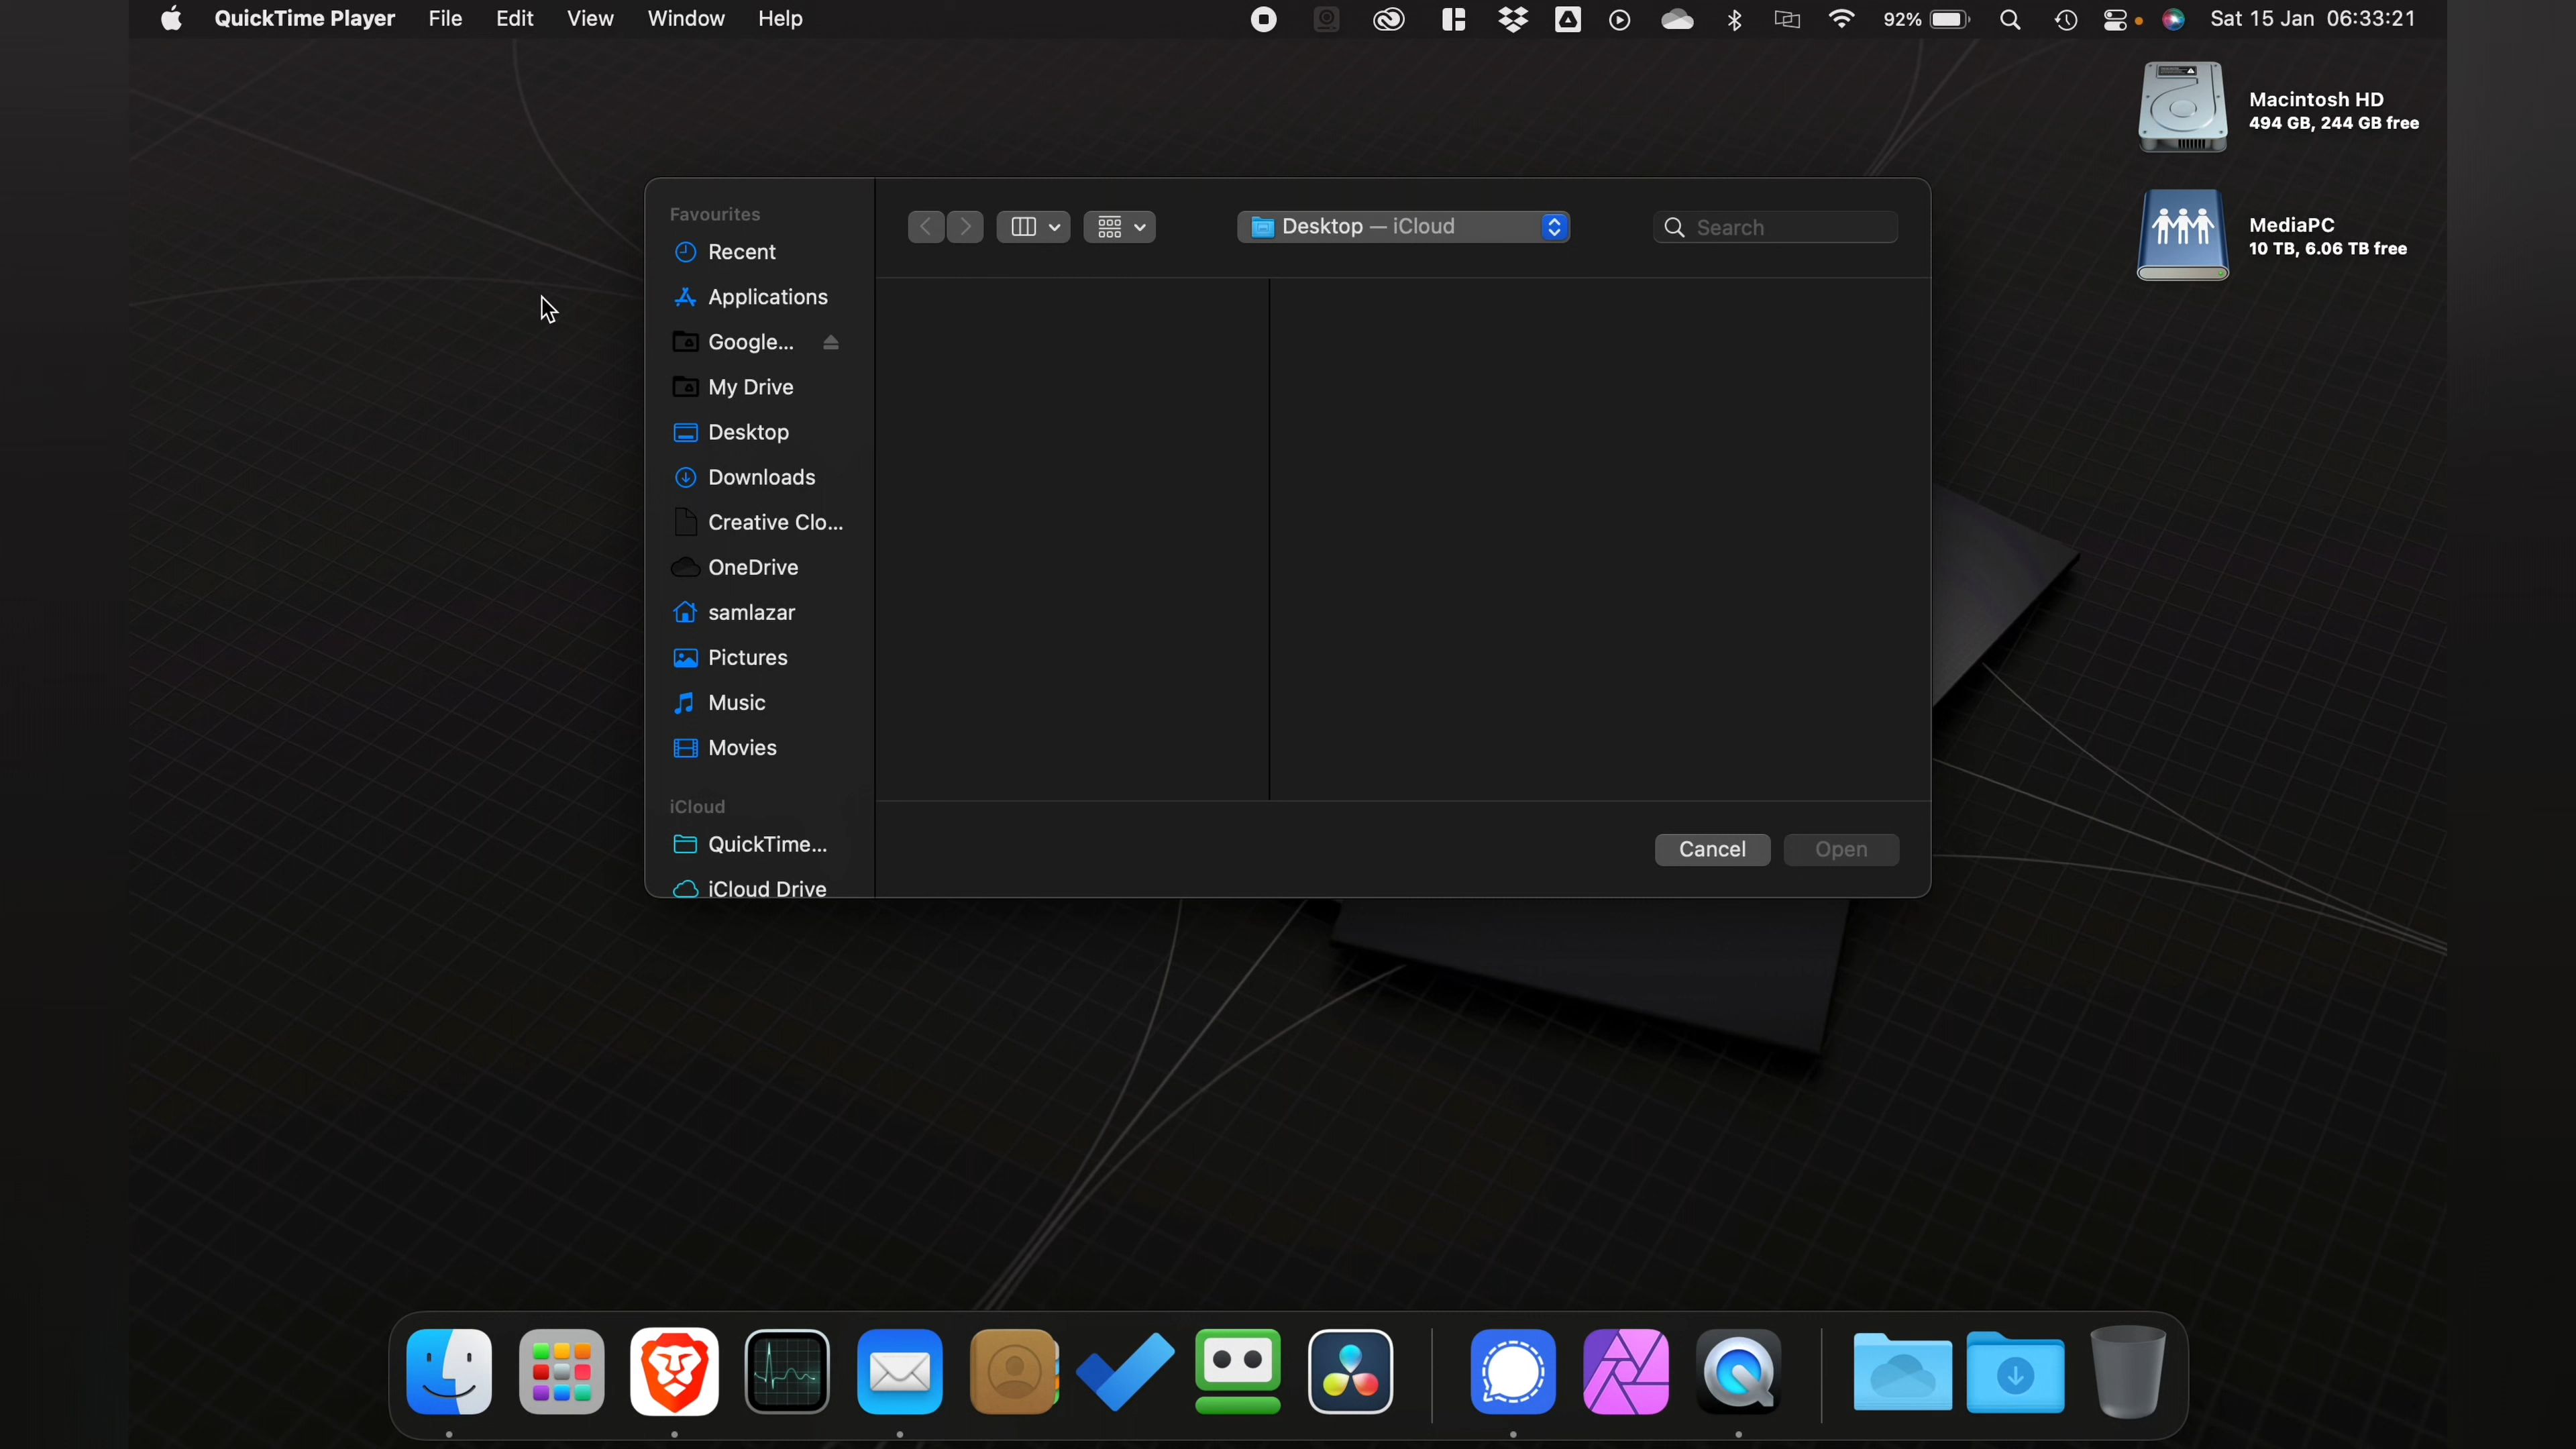 QuickTime Player File Edit View Window Help 92% Sat 15 Jan 06:33:21
Macintosh HD
494 GB, 244 GB free
MediaPC
10 TB, 6.06 TB free
Favourites
Recent
Applications
Google...
My Drive
Desktop
Downloads
Creative Clo...
OneDrive
samlazar
Pictures
Music
Movies
iCloud
QuickTime...
iCloud Drive
Desktop — iCloud
Search
Cancel Open